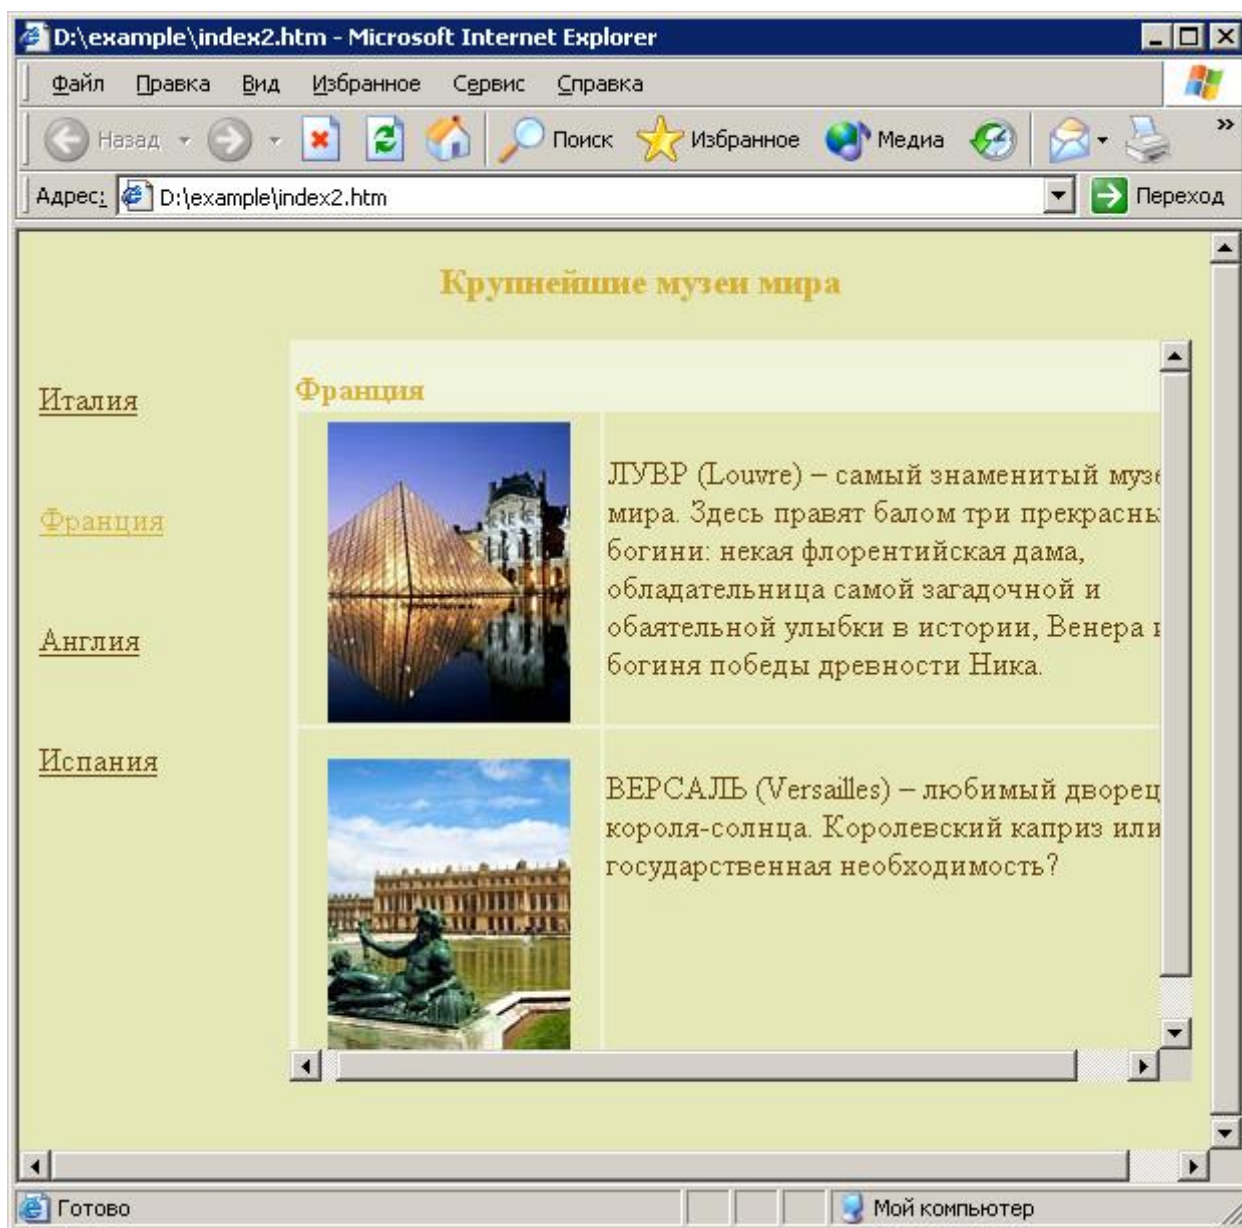 D:\example\index2.htm - Microsoft Internet Explorer
Файл Правка Вид Избранное Сервис Справка
Назад Поиск Избранное Медиа »
Адрес: D:\example\index2.htm Переход
Крупнейшие музеи мира
Италия
Франция
Англия
Испания
Франция
ЛУВР (Louvre) – самый знаменитый
мира. Здесь правят балом три
богини: некая флорентийская дама,
обладательница самой загадочной и
обаятельной улыбки в истории, Венера
богиня победы древности Ника.
ВЕРСАЛЬ (Versailles) – любимый дворец
короля-солнца. Королевский каприз или
государственная необходимость?
Готово Мой компьютер